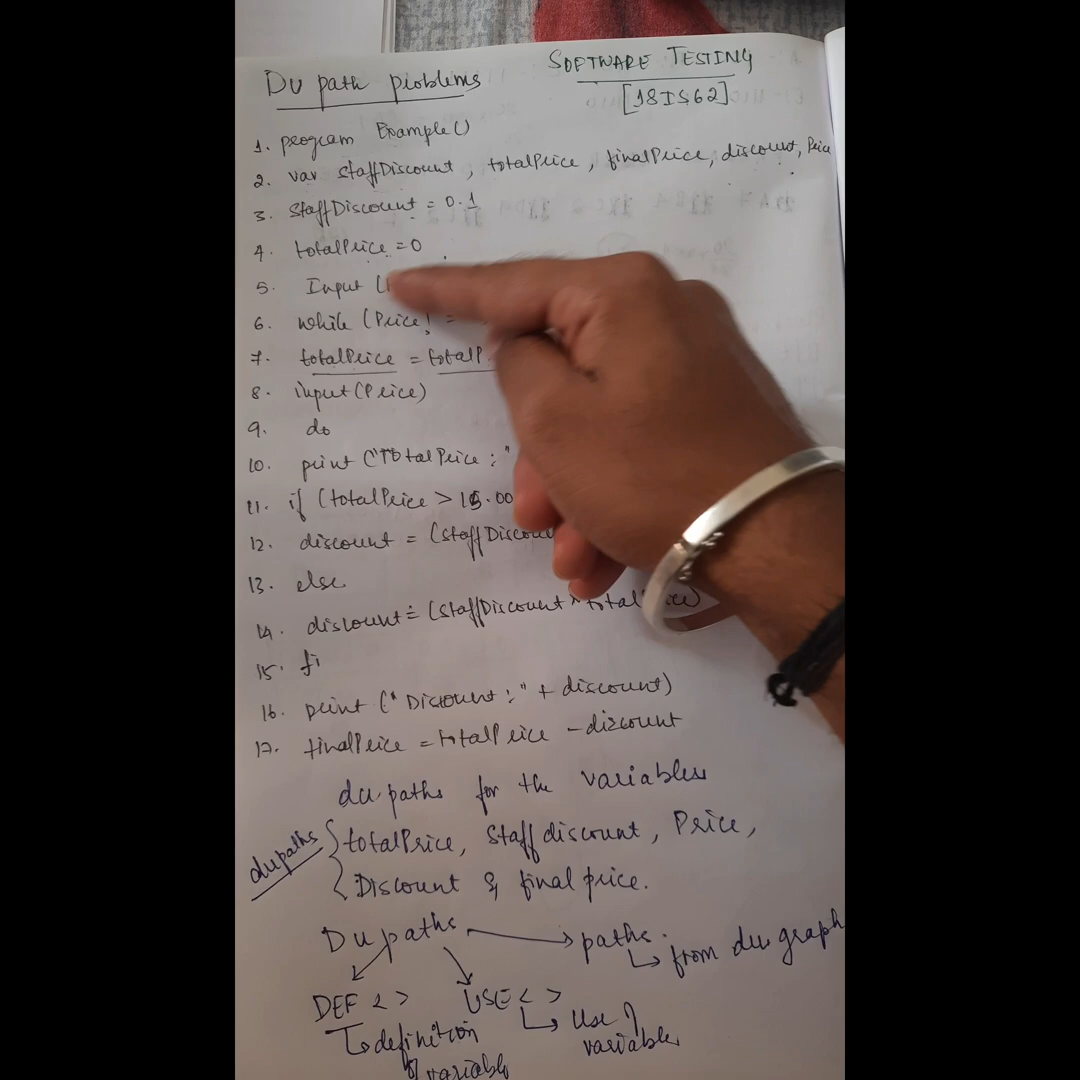 Du path problems
SOFTWARE TESTING
[18IS62]
1. program Example()
2. var staffDiscount, totalPrice, finalPrice, discount, Price
3. staffDiscount = 0.1
4. totalPrice = 0
5. Input (
6. while (Price! =
7. totalPrice = totalP
8. input(Price)
9. do
10. print ("TotalPrice :"
11. if (totalPrice > 15.00
12. discount = (staffDiscou
13. else
14. discount = (staffDiscount * total
15. fi
16. print ("Discount :" + discount)
17. finalPrice = totalPrice - discount
du paths for the variables
du paths { totalPrice, Staff discount, Price,
Discount & final price.
Du paths → paths.
↳ from du graph
DEF < > USE < >
↳ definition of variable
↳ Use of variable